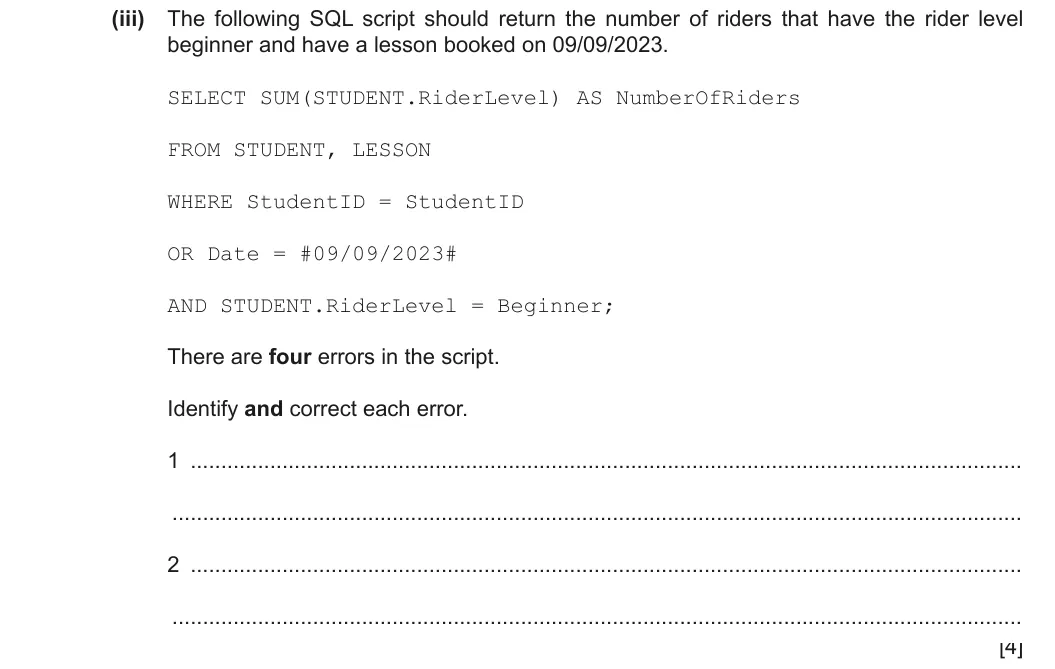 (iii) The following SQL script should return the number of riders that have the rider level
beginner and have a lesson booked on 09/09/2023.
SELECT SUM(STUDENT.RiderLevel) AS NumberOfRiders
FROM STUDENT, LESSON
WHERE StudentID = StudentID
OR Date = #09/09/2023#
AND STUDENT.RiderLevel = Beginner;
There are four errors in the script.
Identify and correct each error.
1 ....................................................................................................
....................................................................................................
2 ....................................................................................................
....................................................................................................
[4]